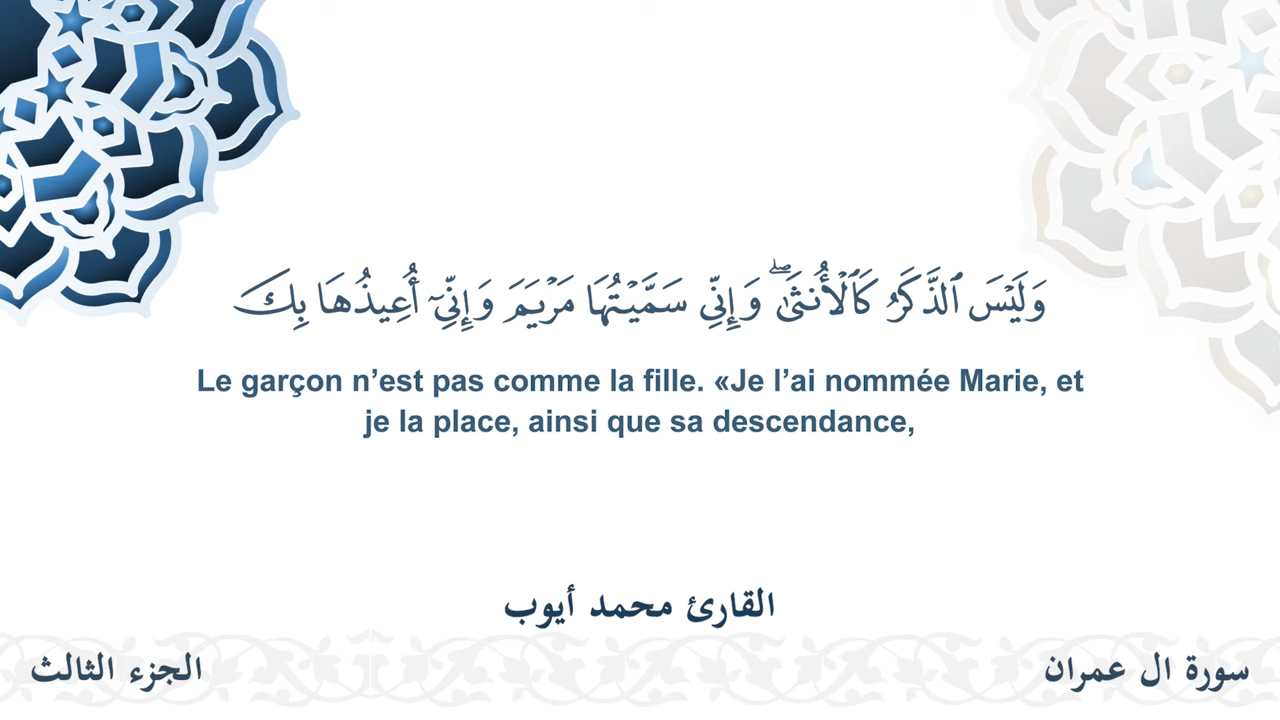 وَلَيْسَ ٱلذَّكَرُ كَٱلْأُنثَىٰ ۖ وَإِنِّى سَمَّيْتُهَا مَرْيَمَ وَإِنِّىٓ أُعِيذُهَا بِكَ
Le garçon n’est pas comme la fille. «Je l’ai nommée Marie, et
je la place, ainsi que sa descendance,
القارئ محمد أيوب
سورة ال عمران
الجزء الثالث